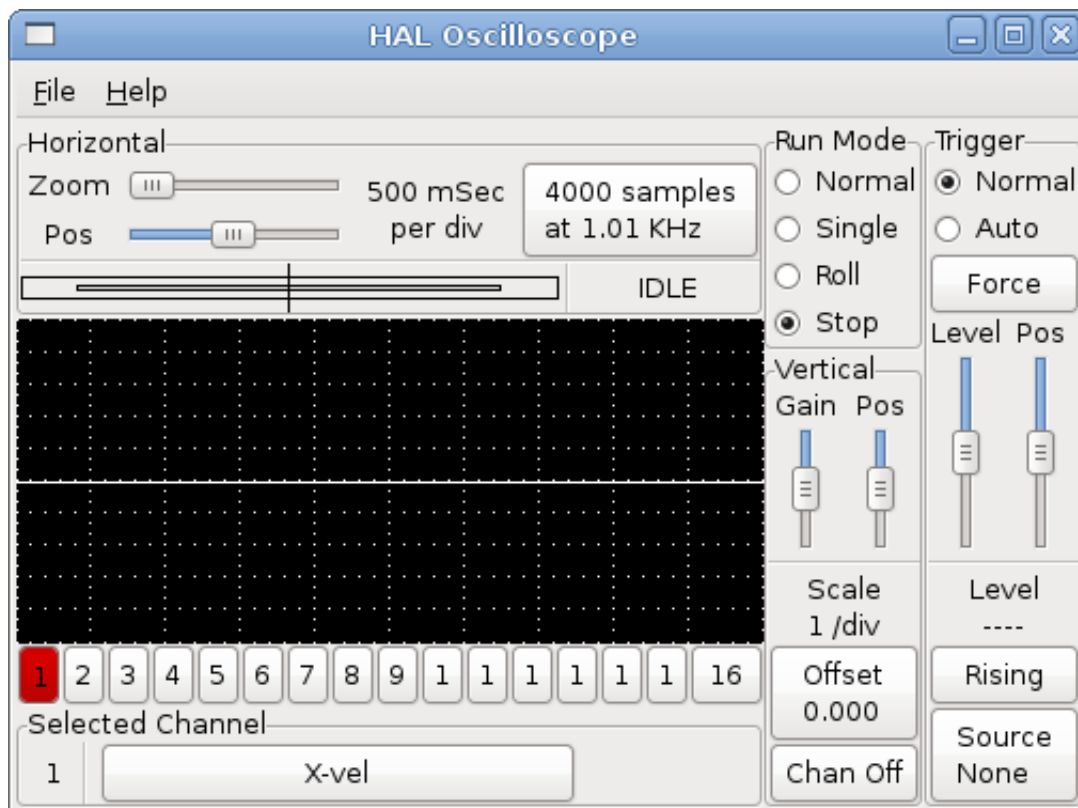 HAL Oscilloscope
File Help
Horizontal
Zoom
Pos
500 mSec
per div
4000 samples
at 1.01 KHz
IDLE
Run Mode
Normal
Single
Roll
Stop
Trigger
Normal
Auto
Force
Level Pos
Vertical
Gain Pos
Scale
1 /div
Level
----
1 2 3 4 5 6 7 8 9 1 1 1 1 1 1 16
Offset
0.000
Rising
Selected Channel
1 X-vel
Chan Off
Source
None